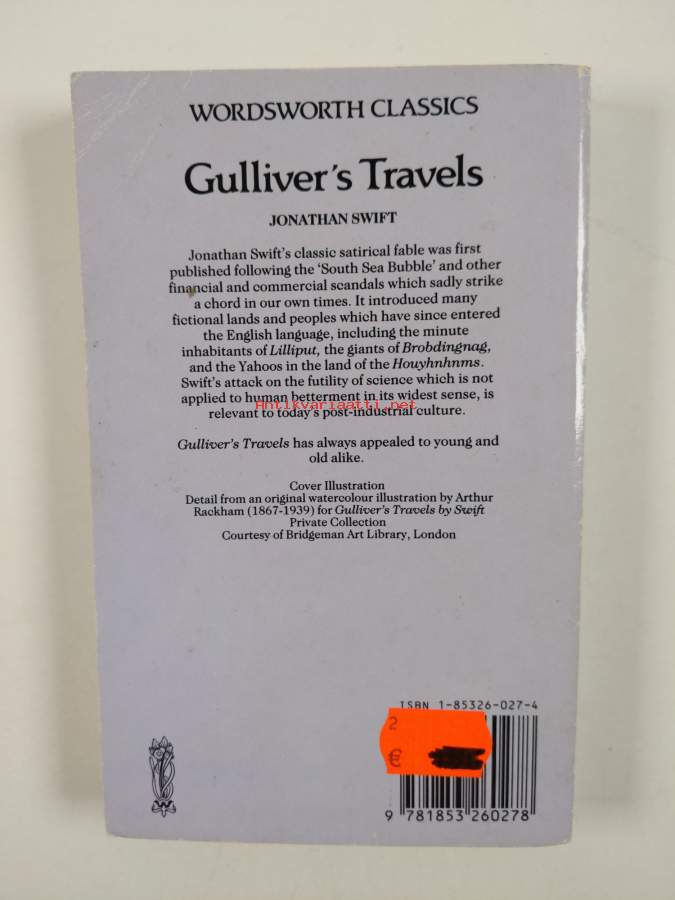 WORDSWORTH CLASSICS
Gulliver's Travels
JONATHAN SWIFT
Jonathan Swift's classic satirical fable was first
published following the 'South Sea Bubble' and other
financial and commercial scandals which sadly strike
a chord in our own times. It introduced many
fictional lands and peoples which have since entered
the English language, including the minute
inhabitants of Lilliput, the giants of Brobdingnag,
and the Yahoos in the land of the Houyhnhnms.
Swift's attack on the futility of science which is not
applied to human betterment in its widest sense, is
Antikvariaatti.net
relevant to today's post-industrial culture.
Gulliver's Travels has always appealed to young and
old alike.
Cover Illustration
Detail from an original watercolour illustration by Arthur
Rackham (1867-1939) for Gulliver's Travels by Swift
Private Collection
Courtesy of Bridgeman Art Library, London
ISBN 1-85326-027-4
2
€
9 781853 260278
W